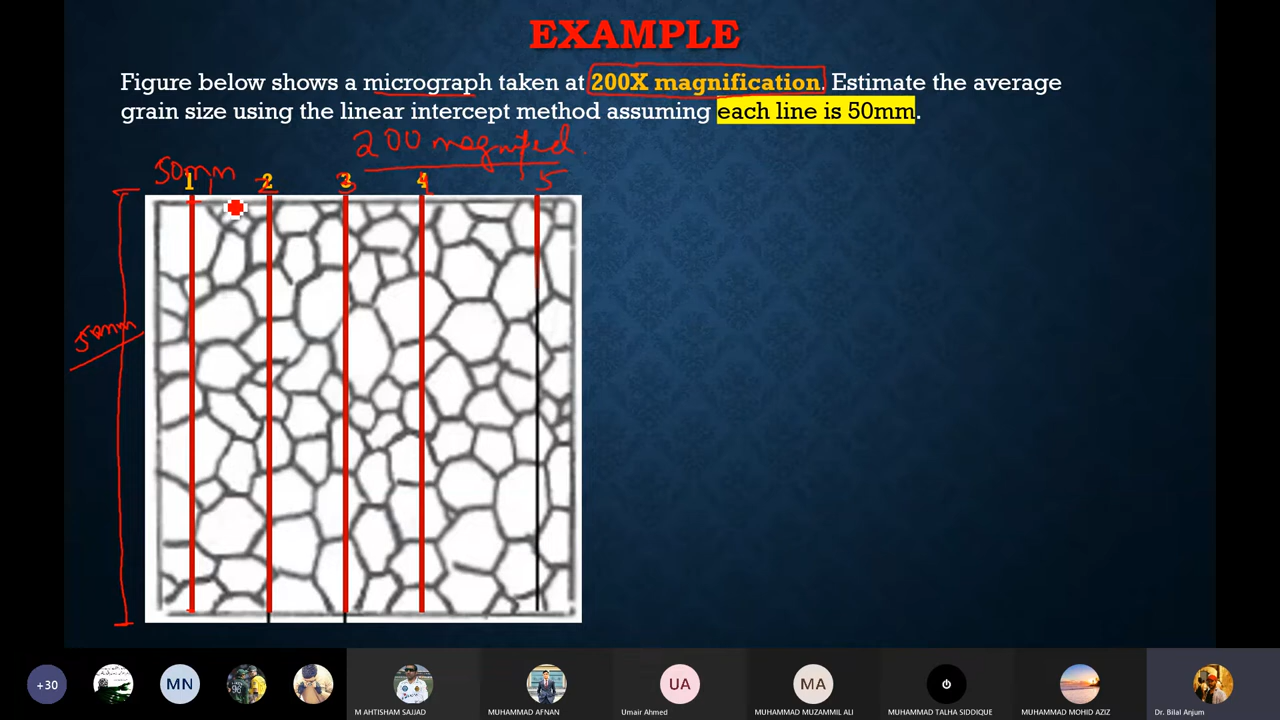 EXAMPLE
Figure below shows a micrograph taken at 200X magnification. Estimate the average
grain size using the linear intercept method assuming each line is 50mm.
200 magnified.
50mm
1 2 3 4 5
50mm
+30 MN UA MA
M AHTISHAM SAJJAD MUHAMMAD AFNAN Umair Ahmed MUHAMMAD MUZAMMIL ALI MUHAMMAD TALHA SIDDIQUE MUHAMMAD MOHID AZIZ Dr. Bilal Anjum